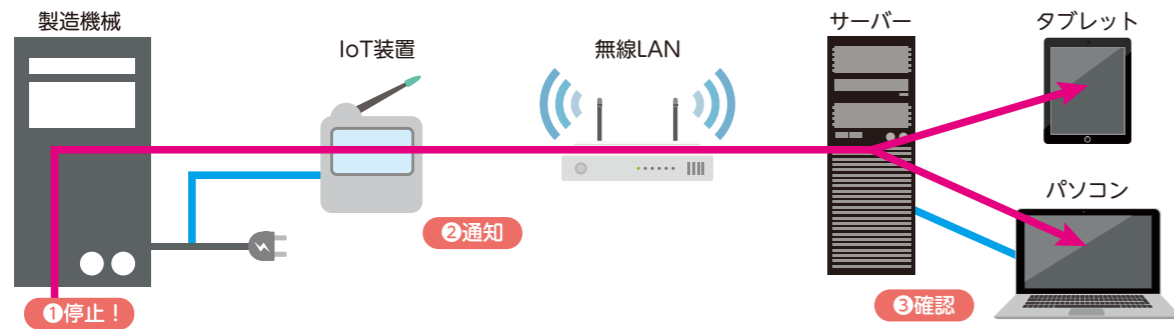 製造機械
IoT装置
無線LAN
サーバー
タブレット
パソコン
❶停止！
❷通知
❸確認